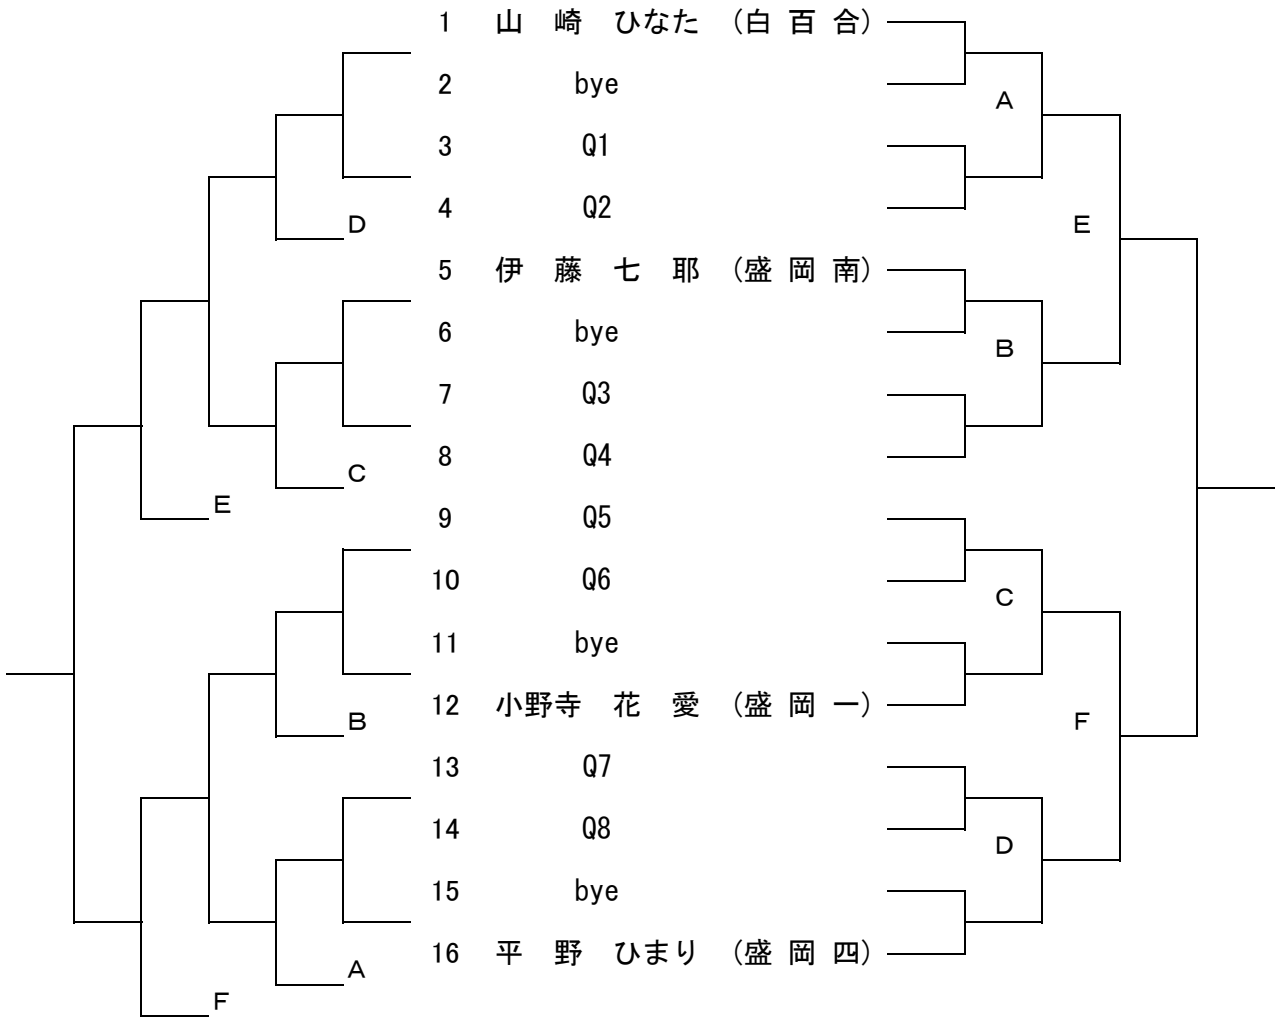 1 山 崎 ひなた (白 百 合)
2 bye
A
3 Q1
4 Q2
D
E
5 伊 藤 七 耶 (盛 岡 南)
6 bye
B
7 Q3
8 Q4
C
E
9 Q5
10 Q6
C
11 bye
12 小野寺 花 愛 (盛 岡 一)
B
F
13 Q7
14 Q8
D
15 bye
16 平 野 ひまり (盛 岡 四)
A
F